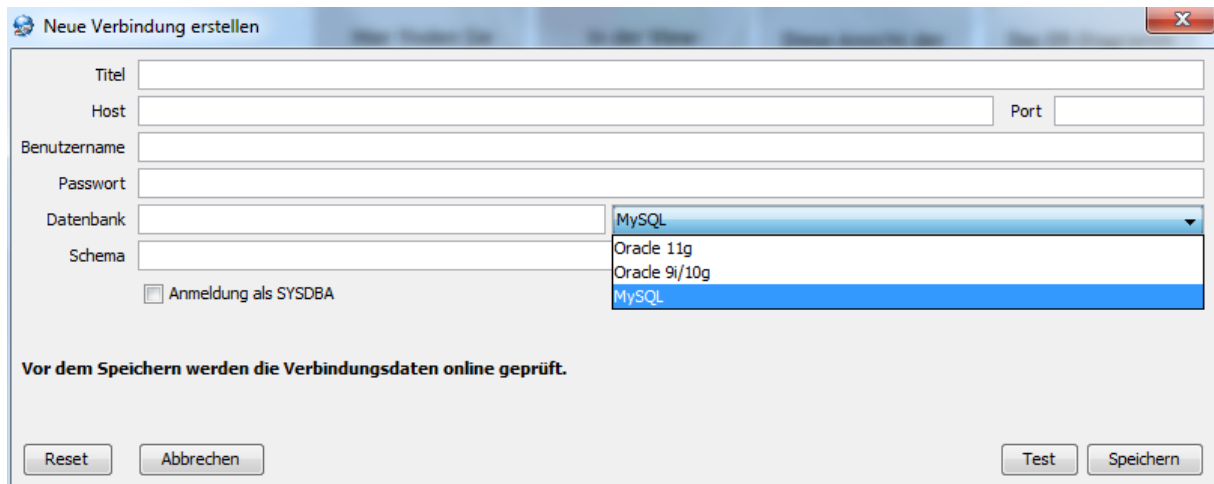 Neue Verbindung erstellen
Titel
Host Port
Benutzername
Passwort
Datenbank MySQL
Schema Oracle 11g
Oracle 9i/10g
Anmeldung als SYSDBA MySQL
Vor dem Speichern werden die Verbindungsdaten online geprüft.
Reset Abbrechen Test Speichern